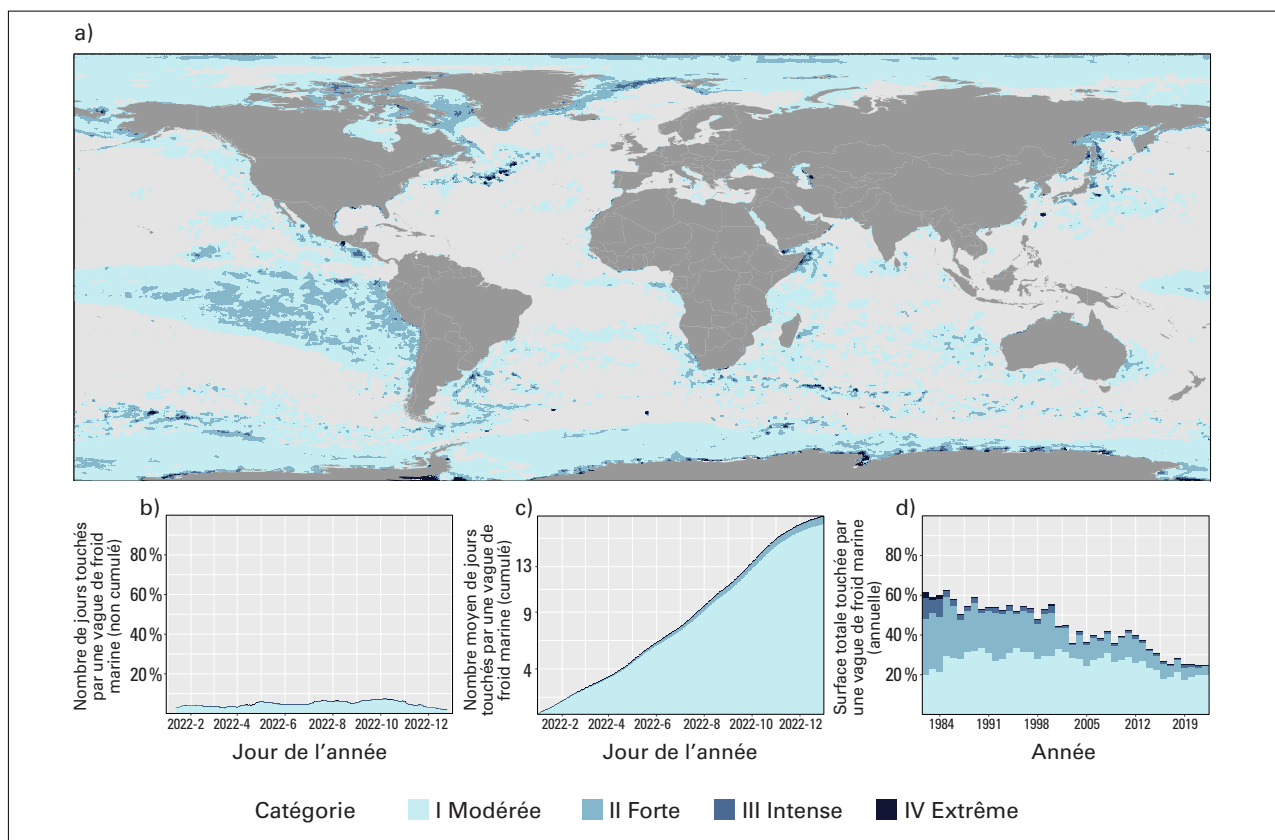 a)
b)
Nombre de jours touchés
par une vague de froid
marine (non cumulé)
80 %
60 %
40 %
20 %
2022-2 2022-4 2022-6 2022-8 2022-10 2022-12
Jour de l'année
c)
Nombre moyen de jours
touchés par une vague de
froid marine (cumulé)
13
9
4
2022-2 2022-4 2022-6 2022-8 2022-10 2022-12
Jour de l'année
d)
Surface totale touchée par
une vague de froid marine
(annuelle)
80 %
60 %
40 %
20 %
1984 1991 1998 2005 2012 2019
Année
Catégorie I Modérée II Forte III Intense IV Extrême